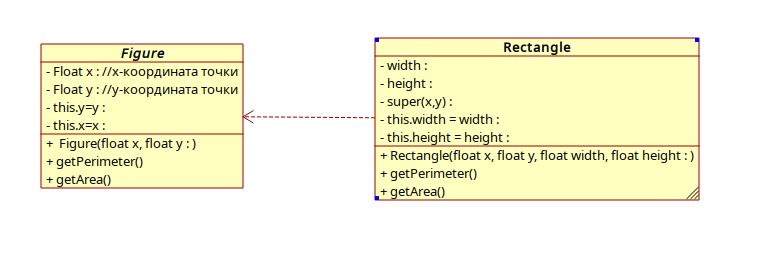 Figure
- Float x : //x-координата точки
- Float y : //y-координата точки
- this.y=y :
- this.x=x :
+ Figure(float x, float y : )
+ getPerimeter()
+ getArea()
Rectangle
- width :
- height :
- super(x,y) :
- this.width = width :
- this.height = height :
+ Rectangle(float x, float y, float width, float height : )
+ getPerimeter()
+ getArea()